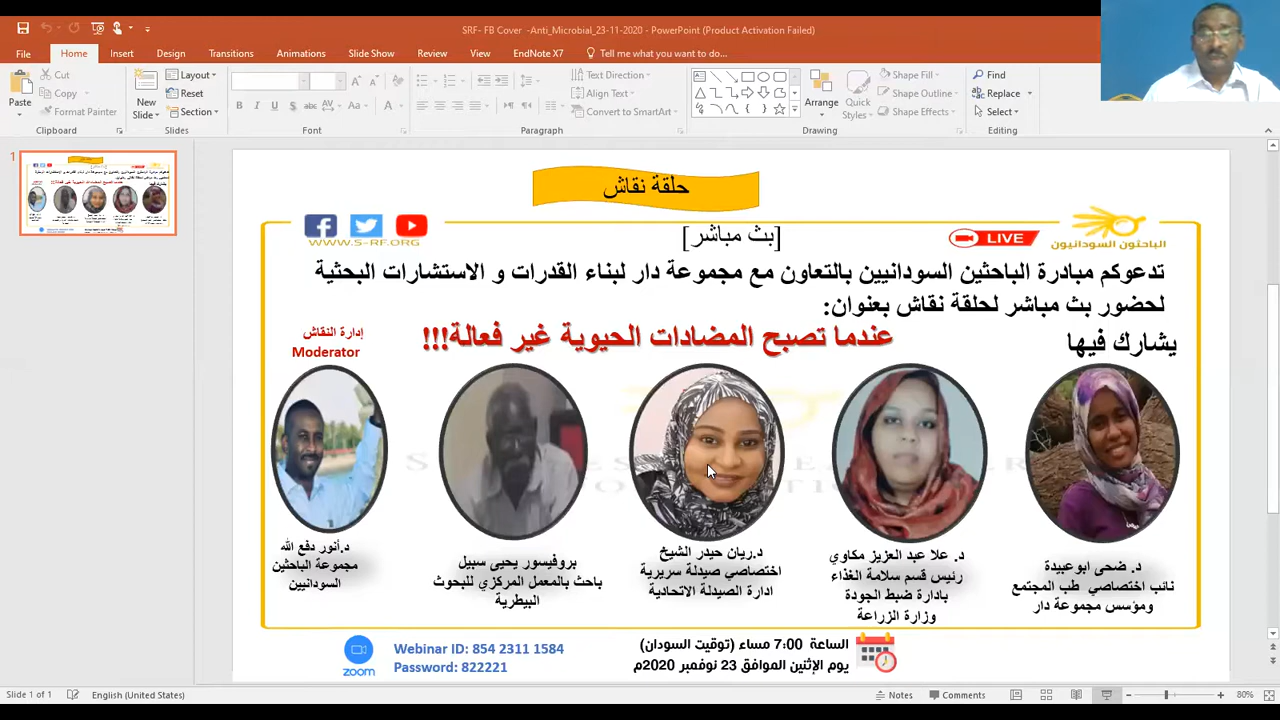 SRF- FB Cover -Anti_Microbial_23-11-2020 - PowerPoint (Product Activation Failed)
File Home Insert Design Transitions Animations Slide Show Review View EndNote X7 Tell me what you want to do...
Paste
Cut
Copy
Format Painter
Clipboard
New Slide
Layout
Reset
Section
Slides
Font
Text Direction
Align Text
Convert to SmartArt
Paragraph
Arrange
Quick Styles
Shape Fill
Shape Outline
Shape Effects
Drawing
Find
Replace
Select
Editing
1
حلقة نقاش
WWW.S-RF.ORG
[بث مباشر]
LIVE
الباحثون السودانيون
تدعوكم مبادرة الباحثين السودانيين بالتعاون مع مجموعة دار لبناء القدرات و الاستشارات البحثية
لحضور بث مباشر لحلقة نقاش بعنوان:
عندما تصبح المضادات الحيوية غير فعالة!!!
يشارك فيها
إدارة النقاش
Moderator
د. ضحى ابوعبيدة
نائب اختصاصي طب المجتمع
ومؤسس مجموعة دار
د. علا عبد العزيز مكاوي
رئيس قسم سلامة الغذاء
بادارة ضبط الجودة
وزارة الزراعة
د.ريان حيدر الشيخ
اختصاصي صيدلة سريرية
ادارة الصيدلة الاتحادية
بروفيسور يحيى سبيل
باحث بالمعمل المركزي للبحوث
البيطرية
د.أنور دفع الله
مجموعة الباحثين
السودانيين
الساعة 7:00 مساء (توقيت السودان)
يوم الإثنين الموافق 23 نوفمبر 2020م
zoom
Webinar ID: 854 2311 1584
Password: 822221
Slide 1 of 1 English (United States) Notes Comments 80%